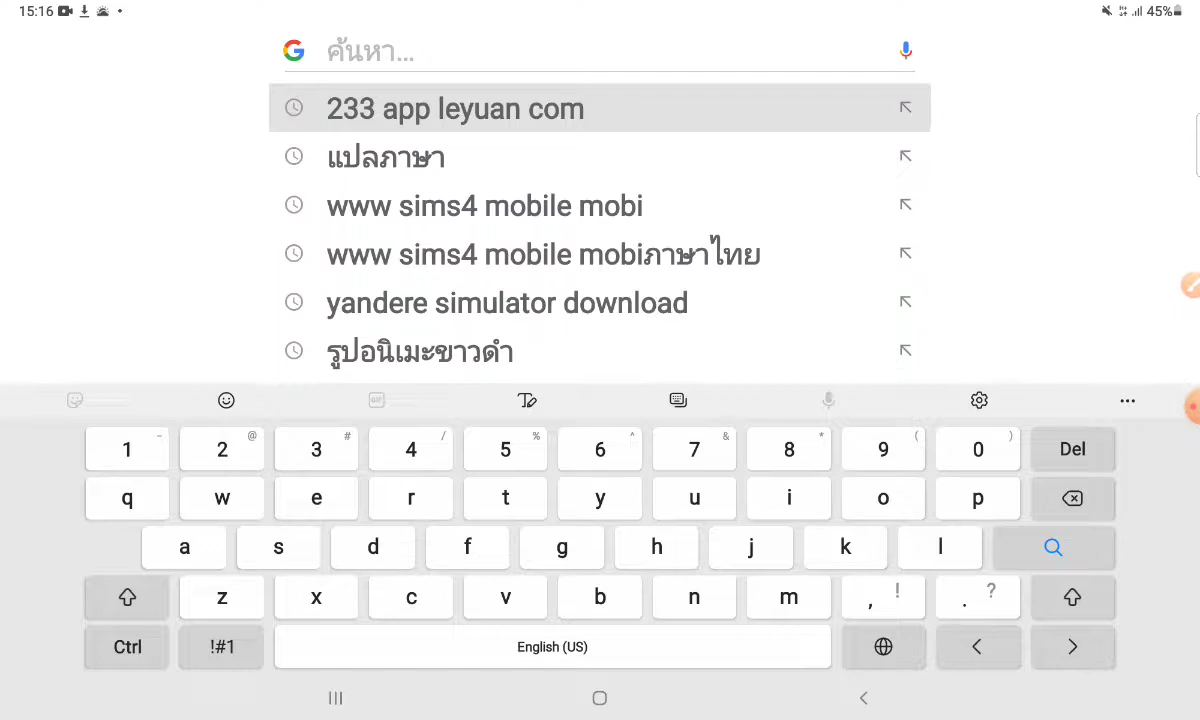 15:16 45%
ค้นหา...
233 app leyuan com
แปลภาษา
www sims4 mobile mobi
www sims4 mobile mobiภาษาไทย
yandere simulator download
รูปอนิเมะขาวดำ
GIF
1 - 2 @ 3 # 4 / 5 % 6 ^ 7 & 8 * 9 ( 0 ) Del
q w e r t y u i o p
a s d f g h j k l
z x c v b n m , ! . ?
Ctrl !#1 English (US) < >